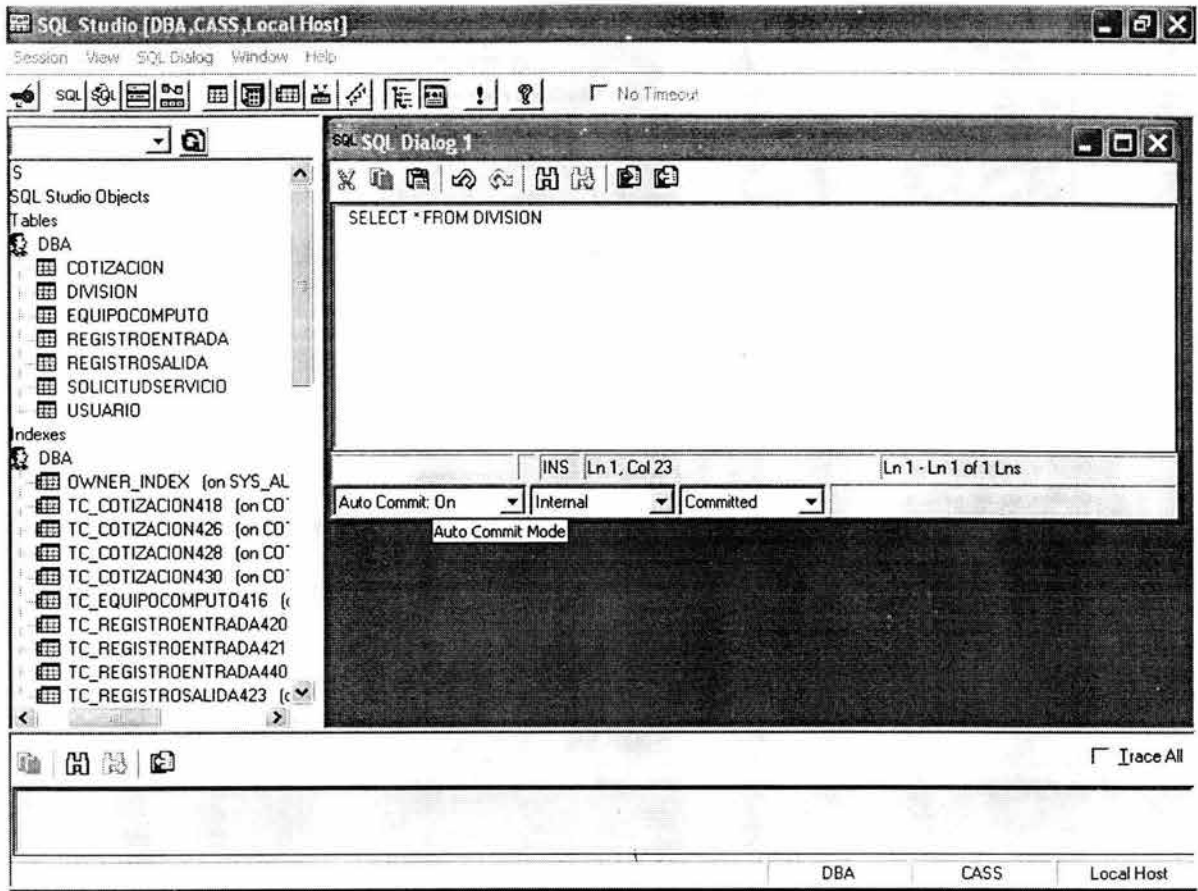 SQL Studio [DBA,CASS,Local Host]
Session View SQL Dialog Window Help
SQL SQL No Timeout
S
SQL Studio Objects
Tables
DBA
COTIZACION
DIVISION
EQUIPOCOMPUTO
REGISTROENTRADA
REGISTROSALIDA
SOLICITUDSERVICIO
USUARIO
Indexes
DBA
OWNER_INDEX (on SYS_AL
TC_COTIZACION418 (on CO
TC_COTIZACION426 (on CO
TC_COTIZACION428 (on CO
TC_COTIZACION430 (on CO
TC_EQUIPOCOMPUTO416 (
TC_REGISTROENTRADA420
TC_REGISTROENTRADA421
TC_REGISTROENTRADA440
TC_REGISTROSALIDA423 (
SQL SQL Dialog 1
SELECT * FROM DIVISION
INS Ln 1, Col 23 Ln 1 - Ln 1 of 1 Lns
Auto Commit: On Internal Committed
Auto Commit Mode
Trace All
DBA CASS Local Host